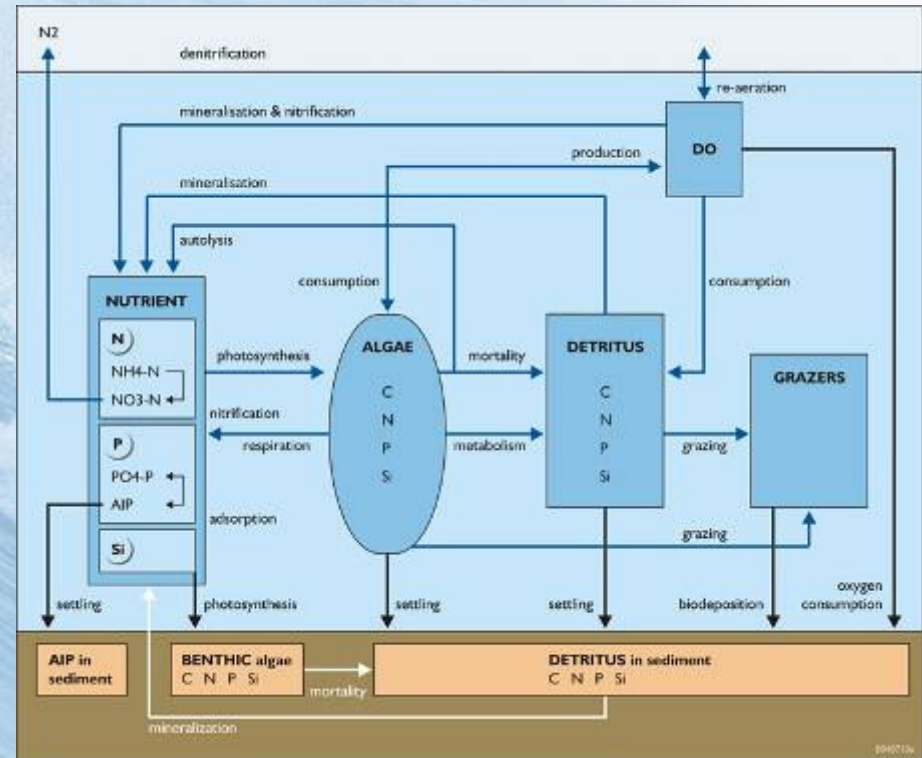 N2
denitrification
re-aeration
mineralisation & nitrification
DO
production
mineralisation
autolysis
consumption
consumption
NUTRIENT
N
NH4-N
NO3-N
photosynthesis
ALGAE
C
N
P
Si
mortality
DETRITUS
C
N
P
Si
GRAZERS
nitrification
respiration
metabolism
grazing
P
PO4-P
AIP
adsorption
Si
grazing
settling
photosynthesis
settling
settling
biodeposition
oxygen
consumption
AIP in
sediment
BENTHIC algae
C N P Si
mortality
DETRITUS in sediment
C N P Si
mineralization